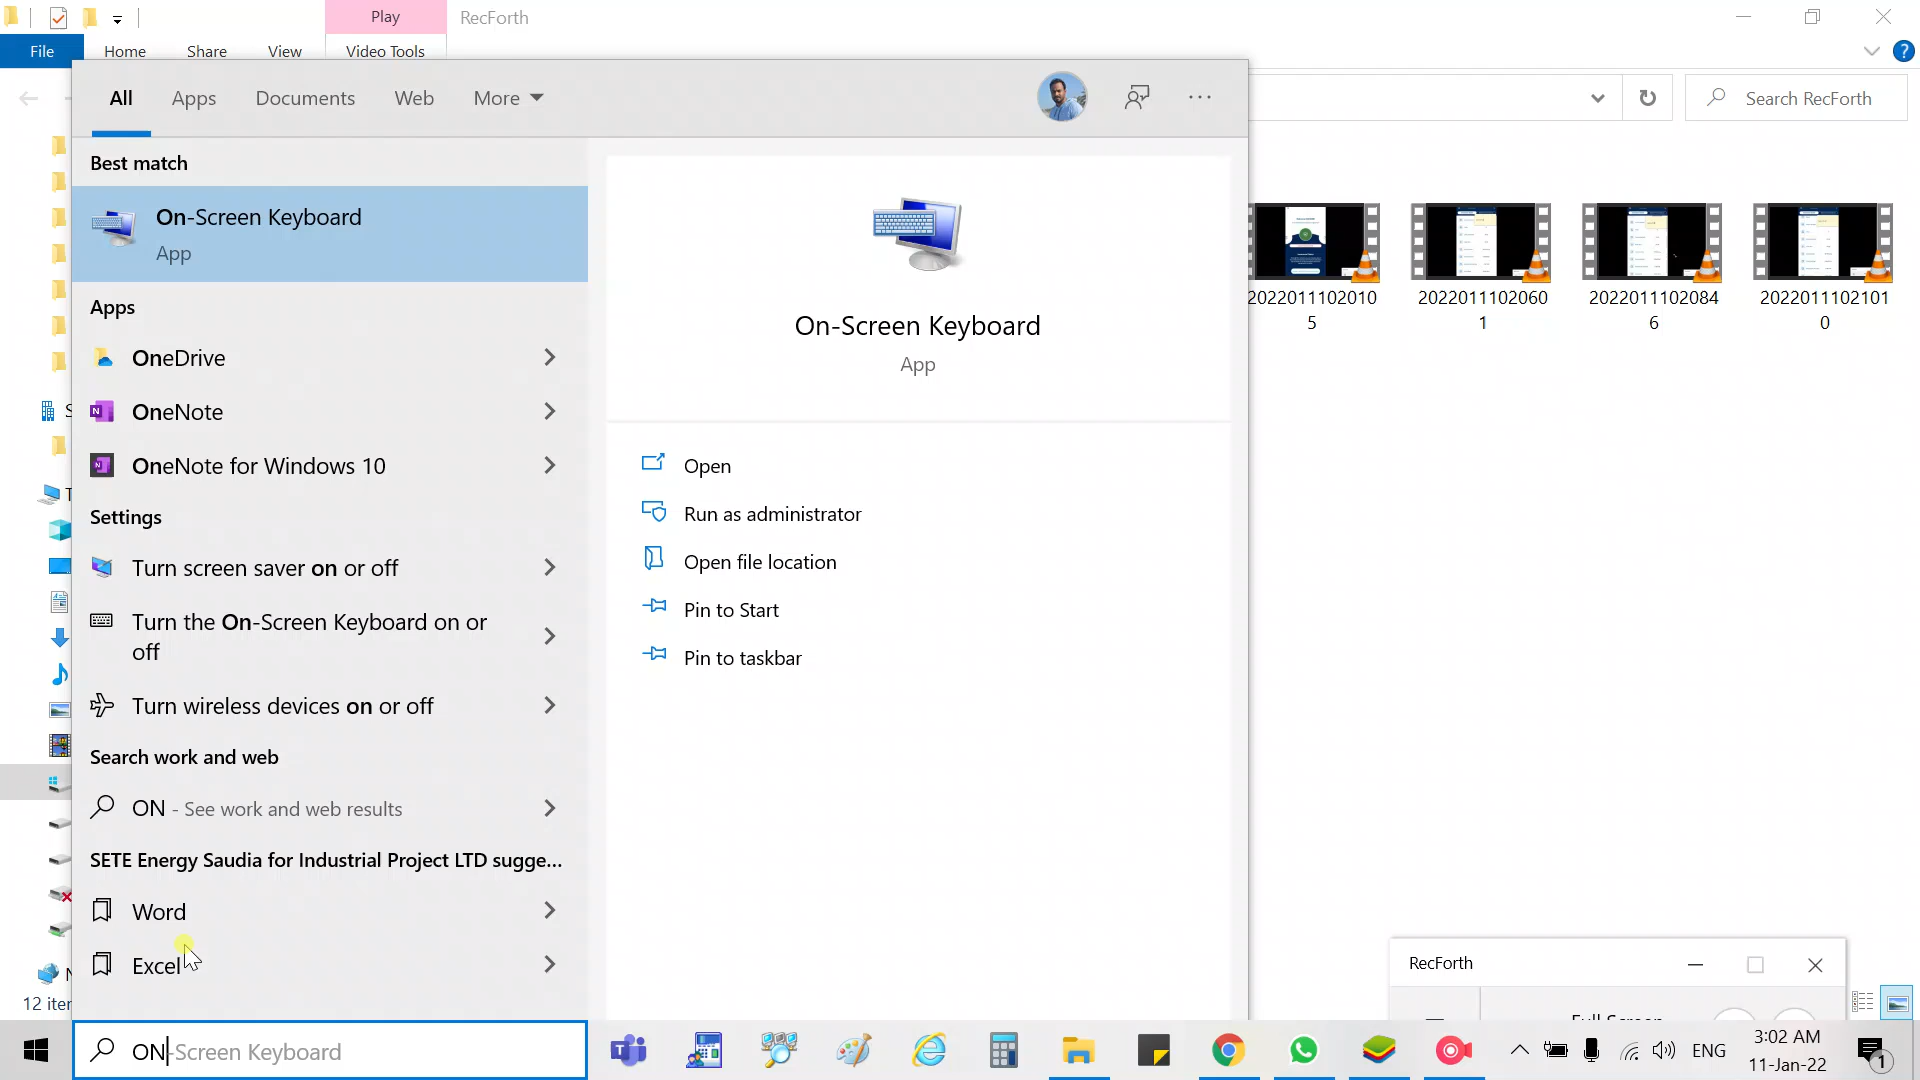 Play
RecForth
File
Home
Share
View
Video Tools
All
Apps
Documents
Web
More
Search RecForth
Best match
On-Screen Keyboard
App
Apps
OneDrive
OneNote
OneNote for Windows 10
Settings
Turn screen saver on or off
Turn the On-Screen Keyboard on or
off
Turn wireless devices on or off
Search work and web
ON - See work and web results
SETE Energy Saudia for Industrial Project LTD sugge...
Word
Excel
ON-Screen Keyboard
On-Screen Keyboard
App
Open
Run as administrator
Open file location
Pin to Start
Pin to taskbar
2022011102010
5
2022011102060
1
2022011102084
6
2022011102101
0
12 iter
RecForth
Full Screen
ENG
3:02 AM
11-Jan-22
1